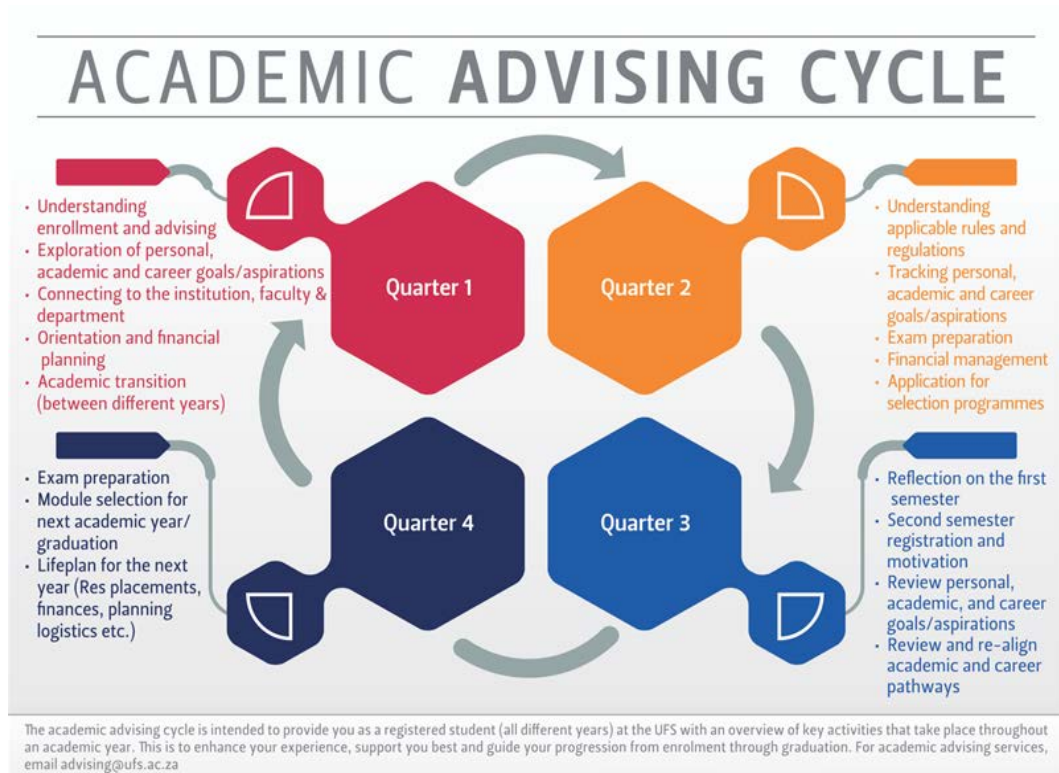 ACADEMIC ADVISING CYCLE
• Understanding
enrollment and advising
• Exploration of personal,
academic and career goals/aspirations
• Connecting to the institution, faculty &
department
• Orientation and financial
planning
• Academic transition
(between different years)
Quarter 1
Quarter 2
• Understanding
applicable rules and
regulations
• Tracking personal,
academic and career
goals/aspirations
• Exam preparation
• Financial management
• Application for
selection programmes
• Exam preparation
• Module selection for
next academic year/
graduation
• Lifeplan for the next
year (Res placements,
finances, planning
logistics etc.)
Quarter 4
Quarter 3
• Reflection on the first
semester
• Second semester
registration and
motivation
• Review personal,
academic, and career
goals/aspirations
• Review and re-align
academic and career
pathways
The academic advising cycle is intended to provide you as a registered student (all different years) at the UFS with an overview of key activities that take place throughout
an academic year. This is to enhance your experience, support you best and guide your progression from enrolment through graduation. For academic advising services,
email advising@ufs.ac.za